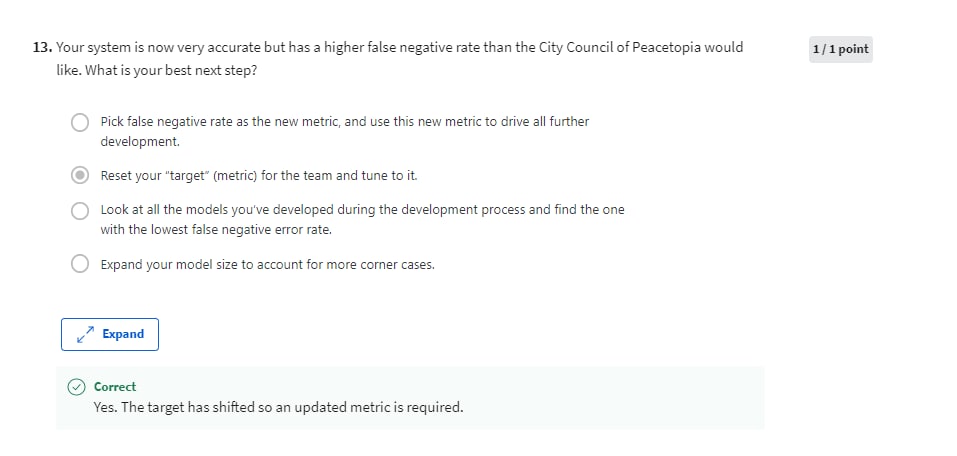 13. Your system is now very accurate but has a higher false negative rate than the City Council of Peacetopia would
1 / 1 point
like. What is your best next step?
Pick false negative rate as the new metric, and use this new metric to drive all further
development.
Reset your "target" (metric) for the team and tune to it.
Look at all the models you've developed during the development process and find the one
with the lowest false negative error rate.
Expand your model size to account for more corner cases.
Expand
Correct
Yes. The target has shifted so an updated metric is required.